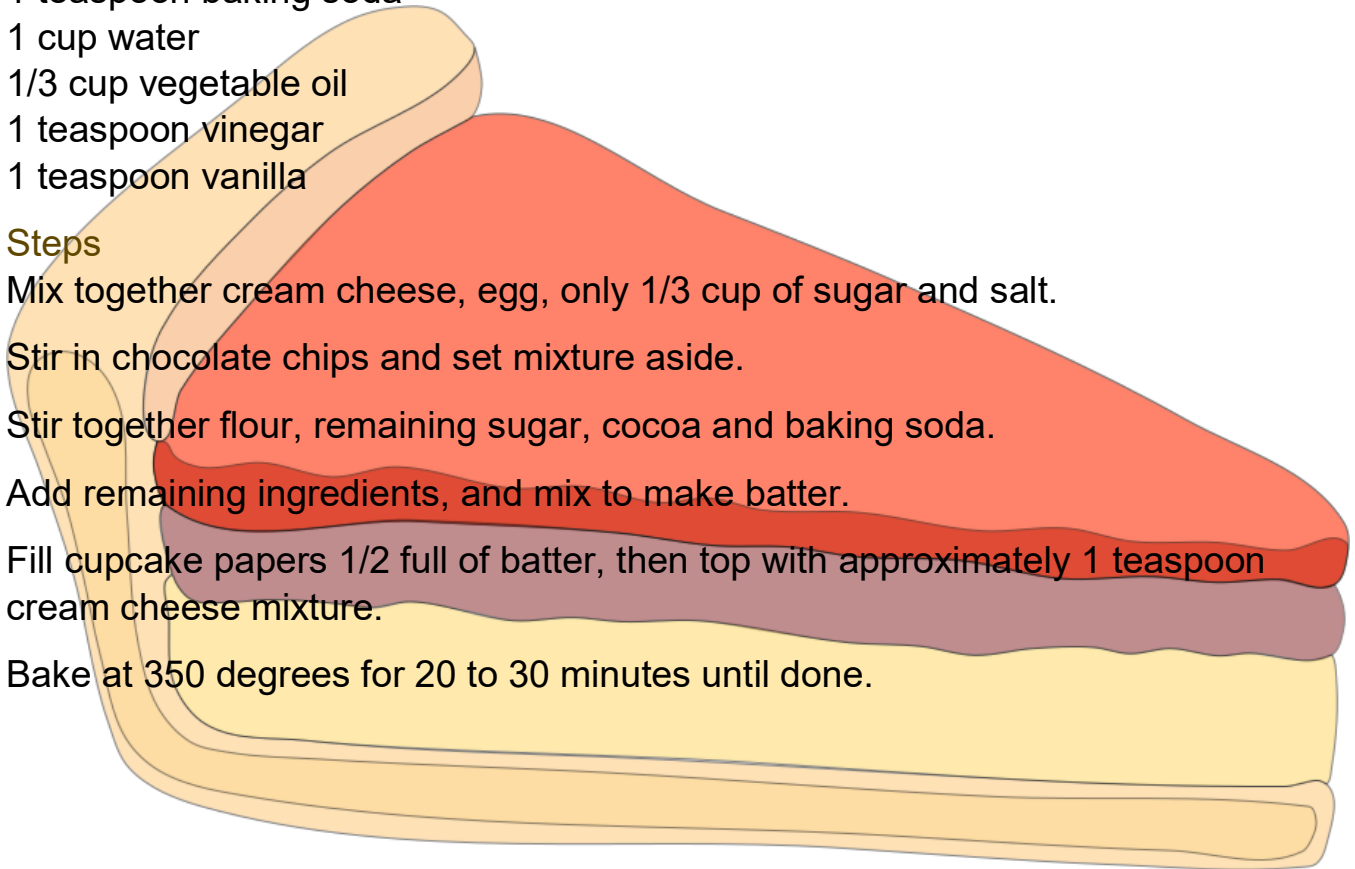 1 teaspoon baking soda
1 cup water
1/3 cup vegetable oil
1 teaspoon vinegar
1 teaspoon vanilla
Steps
Mix together cream cheese, egg, only 1/3 cup of sugar and salt.
Stir in chocolate chips and set mixture aside.
Stir together flour, remaining sugar, cocoa and baking soda.
Add remaining ingredients, and mix to make batter.
Fill cupcake papers 1/2 full of batter, then top with approximately 1 teaspoon
cream cheese mixture.
Bake at 350 degrees for 20 to 30 minutes until done.